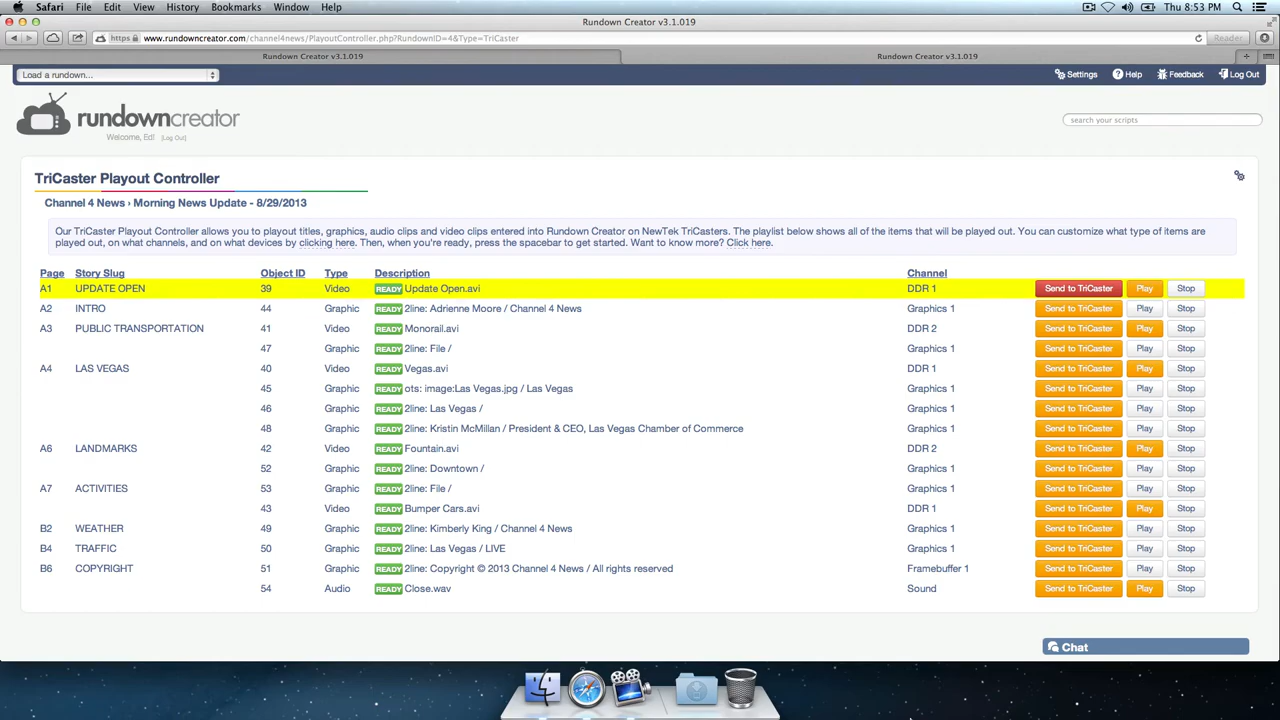 Safari File Edit View History Bookmarks Window Help Thu 8:53 PM
Rundown Creator v3.1.019
https www.rundowncreator.com/channel4news/PlayoutController.php?RundownID=4&Type=TriCaster Reader
Rundown Creator v3.1.019 Rundown Creator v3.1.019
Load a rundown... Settings Help Feedback Log Out
rundowncreator
search your scripts
Welcome, Ed! [Log Out]
TriCaster Playout Controller
Channel 4 News › Morning News Update - 8/29/2013
Our TriCaster Playout Controller allows you to playout titles, graphics, audio clips and video clips entered into Rundown Creator on NewTek TriCasters. The playlist below shows all of the items that will be played out. You can customize what type of items are
played out, on what channels, and on what devices by clicking here. Then, when you're ready, press the spacebar to get started. Want to know more? Click here.
Page Story Slug Object ID Type Description Channel
A1 UPDATE OPEN 39 Video READY Update Open.avi DDR 1 Send to TriCaster Play Stop
A2 INTRO 44 Graphic READY 2line: Adrienne Moore / Channel 4 News Graphics 1 Send to TriCaster Play Stop
A3 PUBLIC TRANSPORTATION 41 Video READY Monorail.avi DDR 2 Send to TriCaster Play Stop
47 Graphic READY 2line: File / Graphics 1 Send to TriCaster Play Stop
A4 LAS VEGAS 40 Video READY Vegas.avi DDR 1 Send to TriCaster Play Stop
45 Graphic READY ots: image:Las Vegas.jpg / Las Vegas Graphics 1 Send to TriCaster Play Stop
46 Graphic READY 2line: Las Vegas / Graphics 1 Send to TriCaster Play Stop
48 Graphic READY 2line: Kristin McMillan / President & CEO, Las Vegas Chamber of Commerce Graphics 1 Send to TriCaster Play Stop
A6 LANDMARKS 42 Video READY Fountain.avi DDR 2 Send to TriCaster Play Stop
52 Graphic READY 2line: Downtown / Graphics 1 Send to TriCaster Play Stop
A7 ACTIVITIES 53 Graphic READY 2line: File / Graphics 1 Send to TriCaster Play Stop
43 Video READY Bumper Cars.avi DDR 1 Send to TriCaster Play Stop
B2 WEATHER 49 Graphic READY 2line: Kimberly King / Channel 4 News Graphics 1 Send to TriCaster Play Stop
B4 TRAFFIC 50 Graphic READY 2line: Las Vegas / LIVE Graphics 1 Send to TriCaster Play Stop
B6 COPYRIGHT 51 Graphic READY 2line: Copyright © 2013 Channel 4 News / All rights reserved Framebuffer 1 Send to TriCaster Play Stop
54 Audio READY Close.wav Sound Send to TriCaster Play Stop
Chat